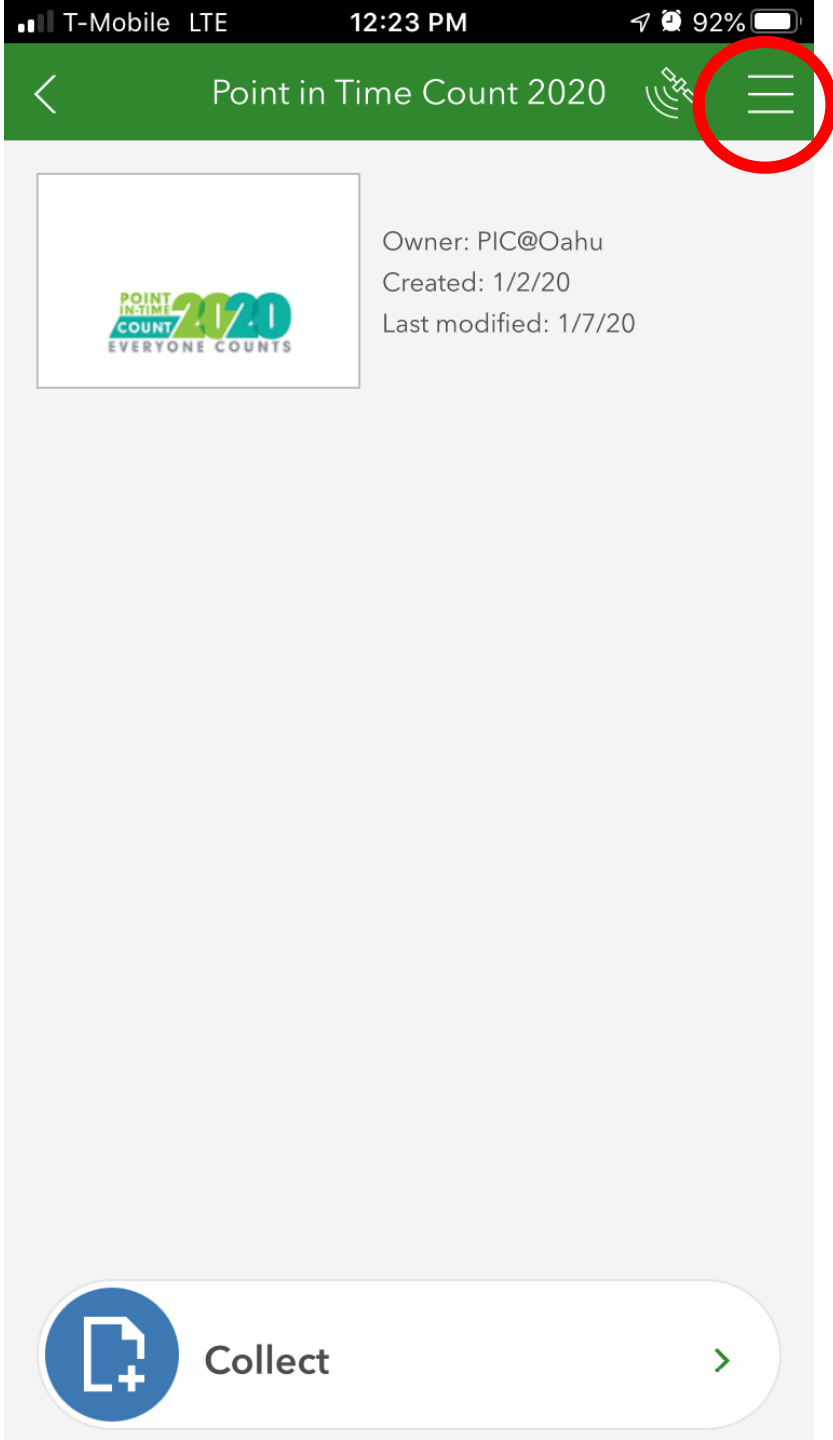 T-Mobile LTE 12:23 PM 92%
Point in Time Count 2020
Owner: PIC@Oahu
Created: 1/2/20
Last modified: 1/7/20
POINT
IN-TIME
COUNT 2020
EVERYONE COUNTS
Collect